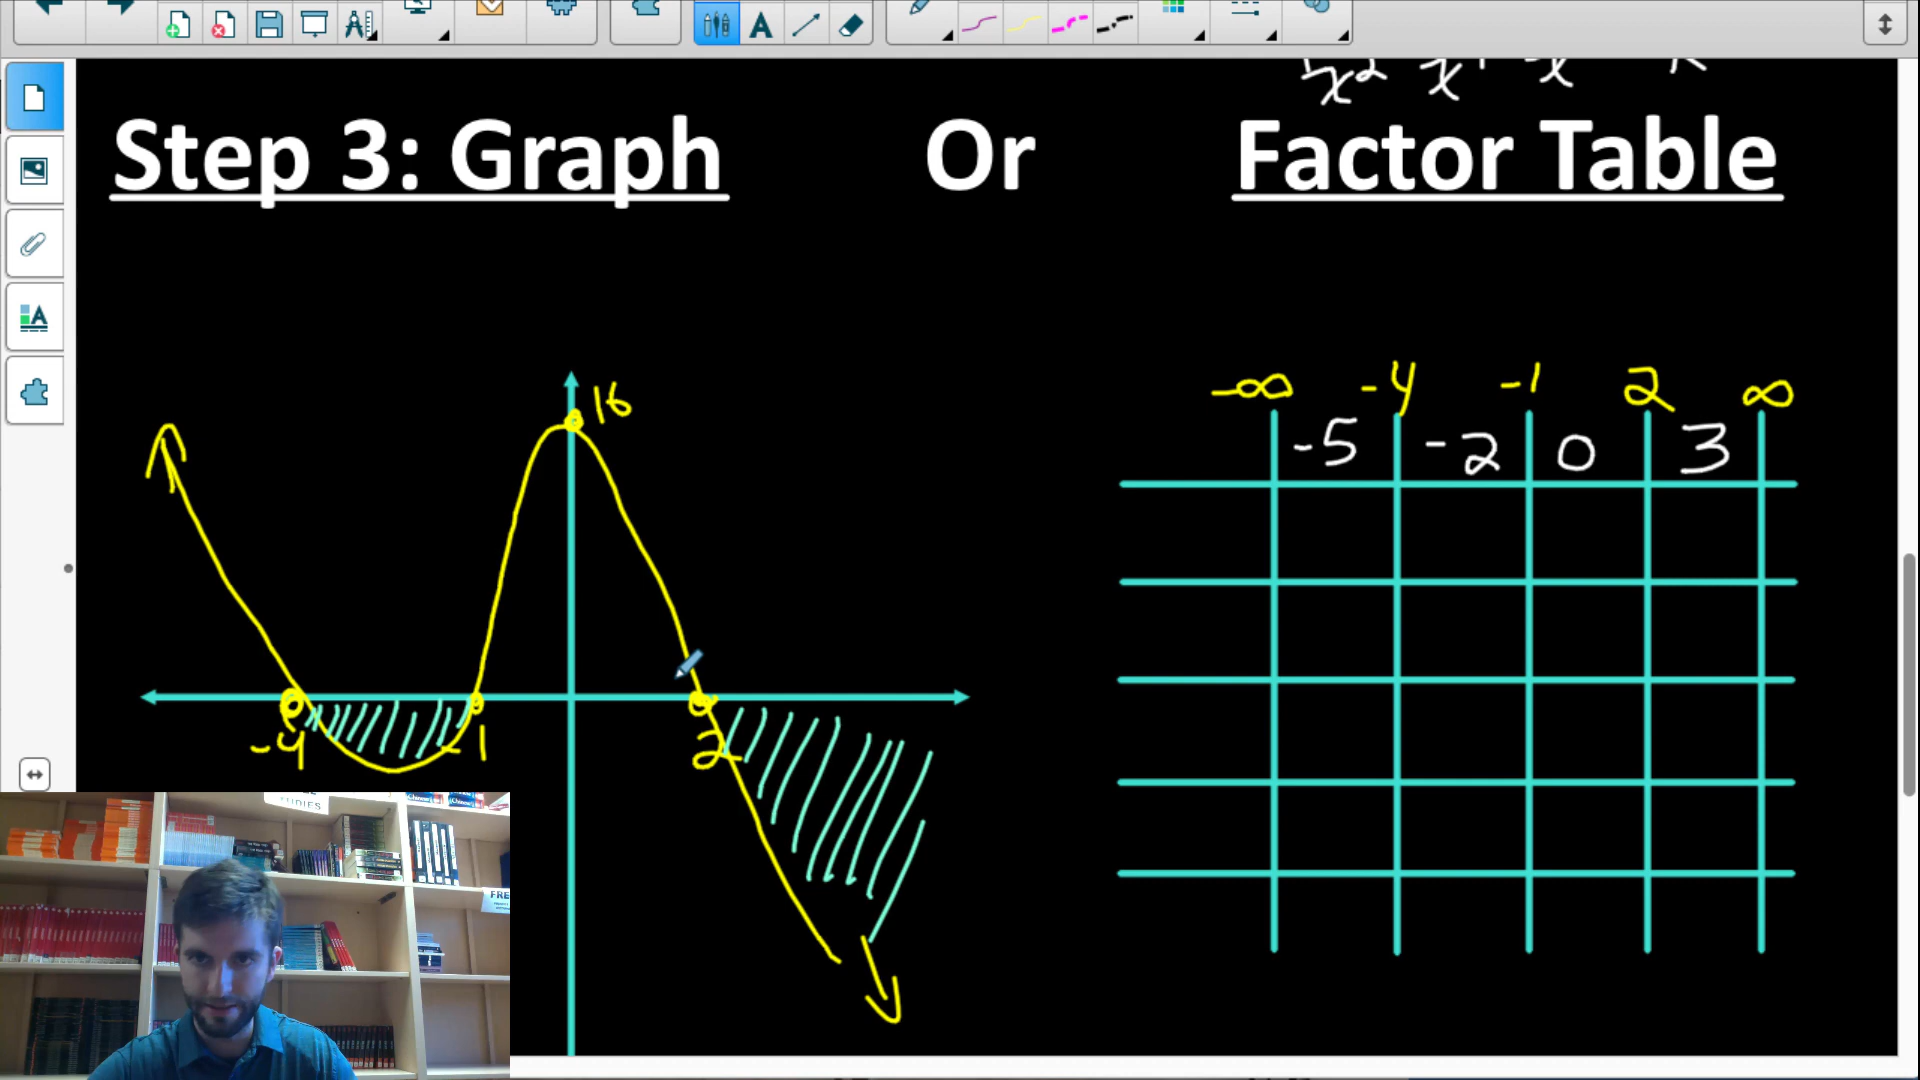 Step 3: Graph Or Factor Table
16
-∞ -4 -1 2 ∞
-5 -2 0 3
-4 -1 2